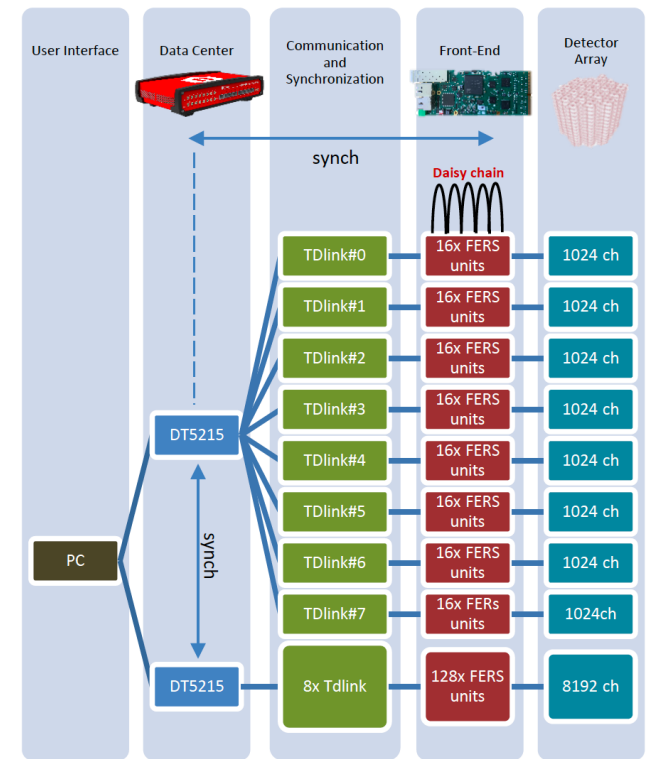 User Interface
Data Center
Communication
and
Synchronization
Front-End
Detector
Array
synch
Daisy chain
TDlink#0
16x FERS
units
1024 ch
TDlink#1
16x FERS
units
1024 ch
TDlink#2
16x FERS
units
1024 ch
TDlink#3
16x FERS
units
1024 ch
DT5215
TDlink#4
16x FERS
units
1024 ch
TDlink#5
16x FERS
units
1024 ch
synch
PC
TDlink#6
16x FERS
units
1024 ch
TDlink#7
16x FERs
units
1024ch
DT5215
8x Tdlink
128x FERS
units
8192 ch